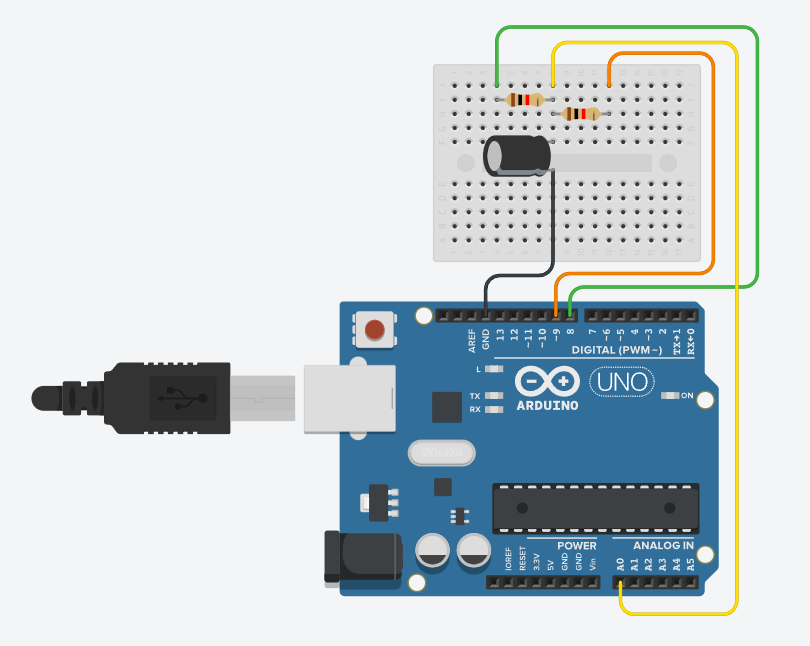 AREF
GND
13
12
~11
~10
~9
8
7
~6
~5
4
~3
2
TX→1
RX←0
DIGITAL (PWM~)
L
TX
RX
UNO
ARDUINO
ON
POWER
ANALOG IN
IOREF
RESET
3.3V
5V
GND
GND
Vin
A0
A1
A2
A3
A4
A5